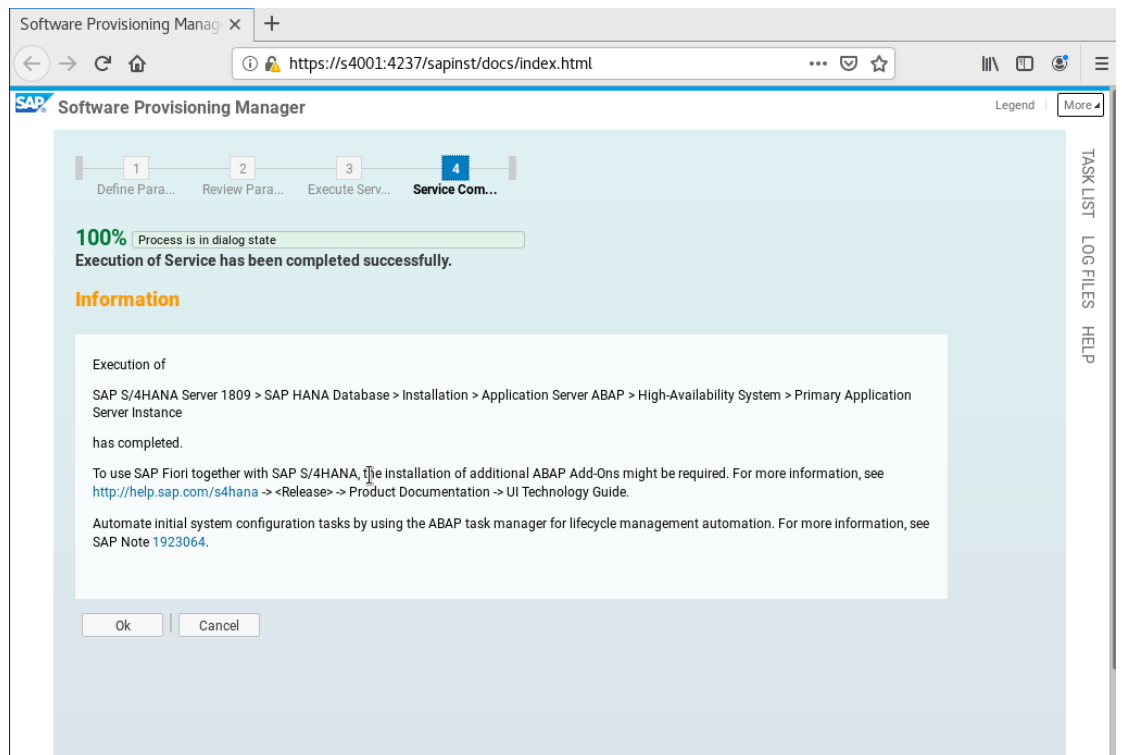 Software Provisioning Manag
https://s4001:4237/sapinst/docs/index.html
SAP
Software Provisioning Manager
Legend
More
1
2
3
4
Define Para...
Review Para...
Execute Serv...
Service Com...
100%
Process is in dialog state
Execution of Service has been completed successfully.
Information
Execution of
SAP S/4HANA Server 1809 > SAP HANA Database > Installation > Application Server ABAP > High-Availability System > Primary Application
Server Instance
has completed.
To use SAP Fiori together with SAP S/4HANA, the installation of additional ABAP Add-Ons might be required. For more information, see
http://help.sap.com/s4hana -> <Release> -> Product Documentation -> UI Technology Guide.
Automate initial system configuration tasks by using the ABAP task manager for lifecycle management automation. For more information, see
SAP Note 1923064.
Ok
Cancel
TASK LIST
LOG FILES
HELP